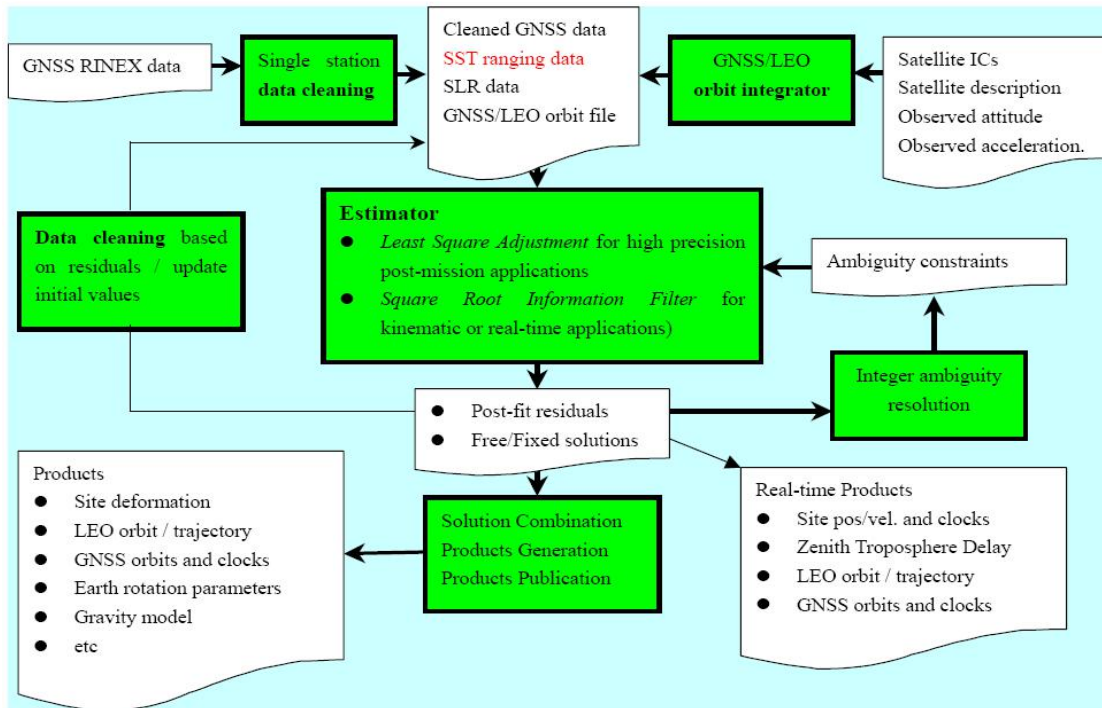 GNSS RINEX data
Single station
data cleaning
Cleaned GNSS data
SST ranging data
SLR data
GNSS/LEO orbit file
GNSS/LEO
orbit integrator
Satellite ICs
Satellite description
Observed attitude
Observed acceleration.
Data cleaning based
on residuals / update
initial values
Estimator
● Least Square Adjustment for high precision
post-mission applications
● Square Root Information Filter for
kinematic or real-time applications)
Ambiguity constraints
Integer ambiguity
resolution
● Post-fit residuals
● Free/Fixed solutions
Products
● Site deformation
● LEO orbit / trajectory
● GNSS orbits and clocks
● Earth rotation parameters
● Gravity model
● etc
Solution Combination
Products Generation
Products Publication
Real-time Products
● Site pos/vel. and clocks
● Zenith Troposphere Delay
● LEO orbit / trajectory
● GNSS orbits and clocks